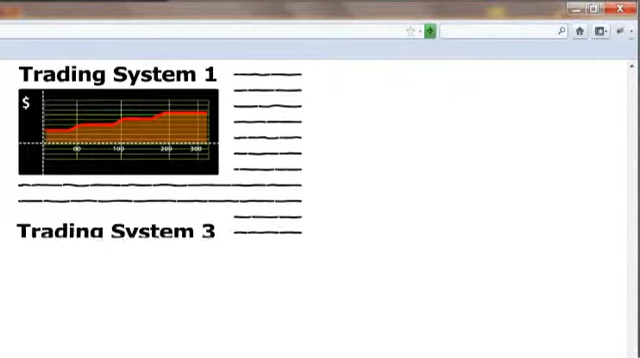 Trading System 1
$
00 100 200 300
Trading System 3